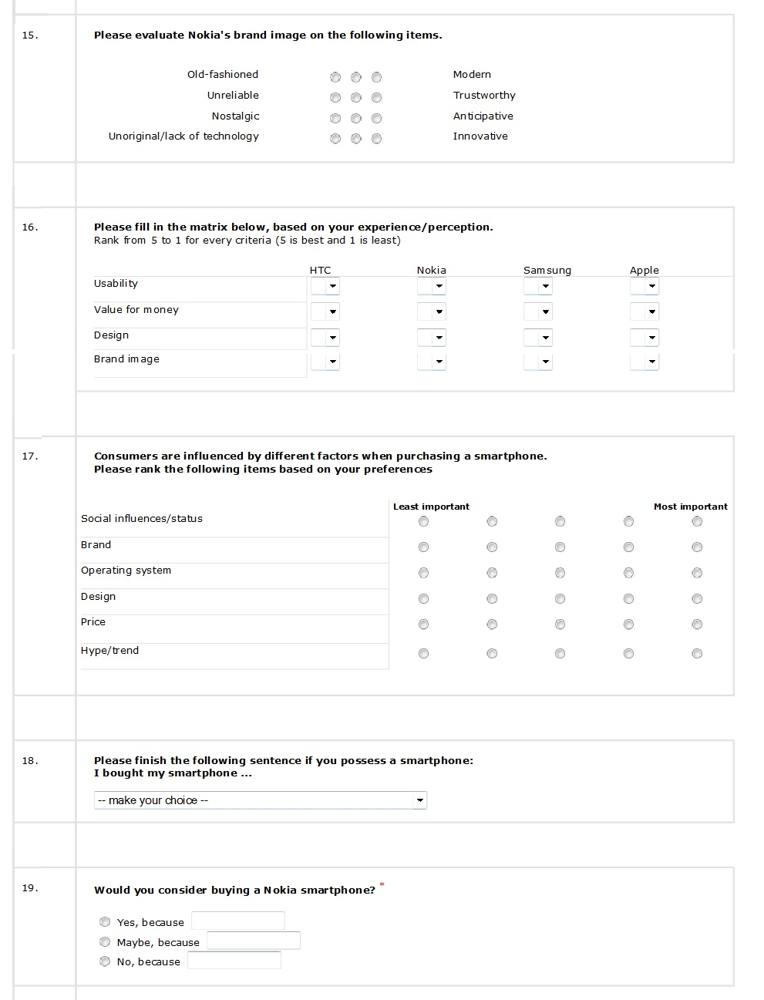 15. Please evaluate Nokia's brand image on the following items.
Old-fashioned Modern
Unreliable Trustworthy
Nostalgic Anticipative
Unoriginal/lack of technology Innovative
16. Please fill in the matrix below, based on your experience/perception.
Rank from 5 to 1 for every criteria (5 is best and 1 is least)
HTC Nokia Samsung Apple
Usability
Value for money
Design
Brand image
17. Consumers are influenced by different factors when purchasing a smartphone.
Please rank the following items based on your preferences
Least important Most important
Social influences/status
Brand
Operating system
Design
Price
Hype/trend
18. Please finish the following sentence if you possess a smartphone:
I bought my smartphone ...
-- make your choice --
19. Would you consider buying a Nokia smartphone? *
Yes, because
Maybe, because
No, because